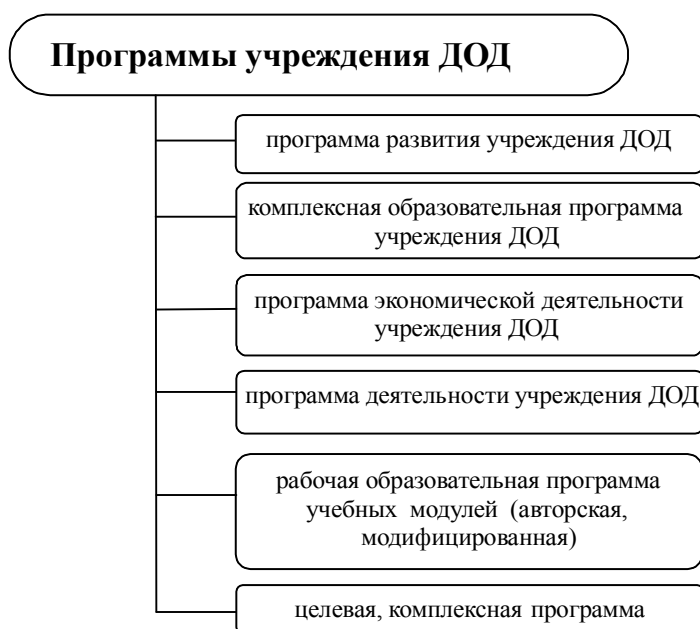 Программы учреждения ДОД
программа развития учреждения ДОД
комплексная образовательная программа
учреждения ДОД
программа экономической деятельности
учреждения ДОД
программа деятельности учреждения ДОД
рабочая образовательная программа
учебных модулей (авторская,
модифицированная)
целевая, комплексная программа